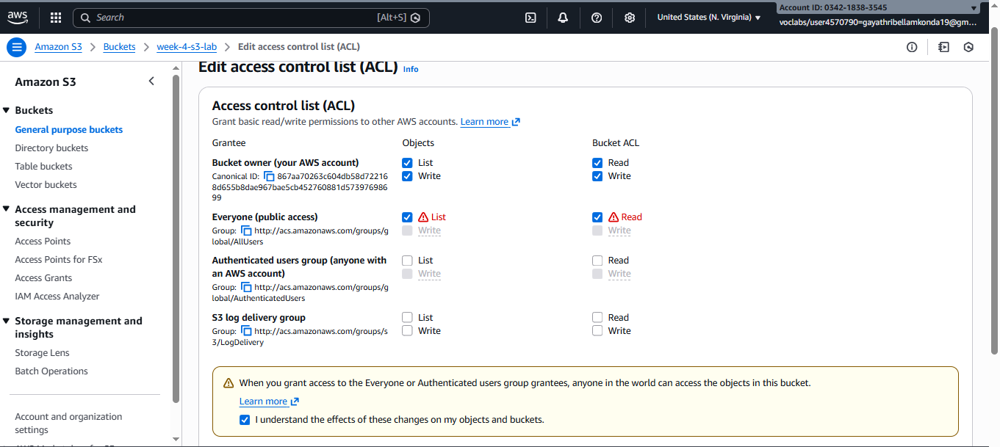 aws
Search
[Alt+S]
United States (N. Virginia)
Account ID: 0342-1838-3545
voclabs/user4570790=gayathribellamkonda19@gm...
Amazon S3 > Buckets > week-4-s3-lab > Edit access control list (ACL)
Amazon S3
Buckets
General purpose buckets
Directory buckets
Table buckets
Vector buckets
Access management and
security
Access Points
Access Points for FSx
Access Grants
IAM Access Analyzer
Storage management and
insights
Storage Lens
Batch Operations
Account and organization
settings
Edit access control list (ACL) Info
Access control list (ACL)
Grant basic read/write permissions to other AWS accounts. Learn more
Grantee Objects Bucket ACL
Bucket owner (your AWS account) List Read
Canonical ID: 867aa70263c604db58d72216 Write Write
8d655b8dae967bae5cb452760881d573976986
99
Everyone (public access) List Read
Group: http://acs.amazonaws.com/groups/g Write Write
lobal/AllUsers
Authenticated users group (anyone with List Read
an AWS account) Write Write
Group: http://acs.amazonaws.com/groups/g
lobal/AuthenticatedUsers
S3 log delivery group List Read
Group: http://acs.amazonaws.com/groups/s Write Write
3/LogDelivery
When you grant access to the Everyone or Authenticated users group grantees, anyone in the world can access the objects in this bucket.
Learn more
I understand the effects of these changes on my objects and buckets.